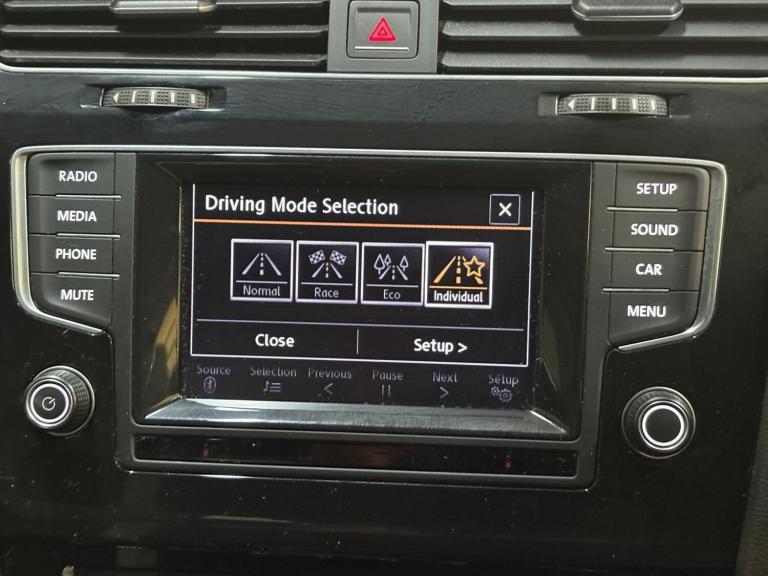 RADIO
MEDIA
PHONE
MUTE
Driving Mode Selection
Normal
Race
Eco
Individual
Close
Setup >
Source
Selection
Previous
Pause
Next
Setup
SETUP
SOUND
CAR
MENU